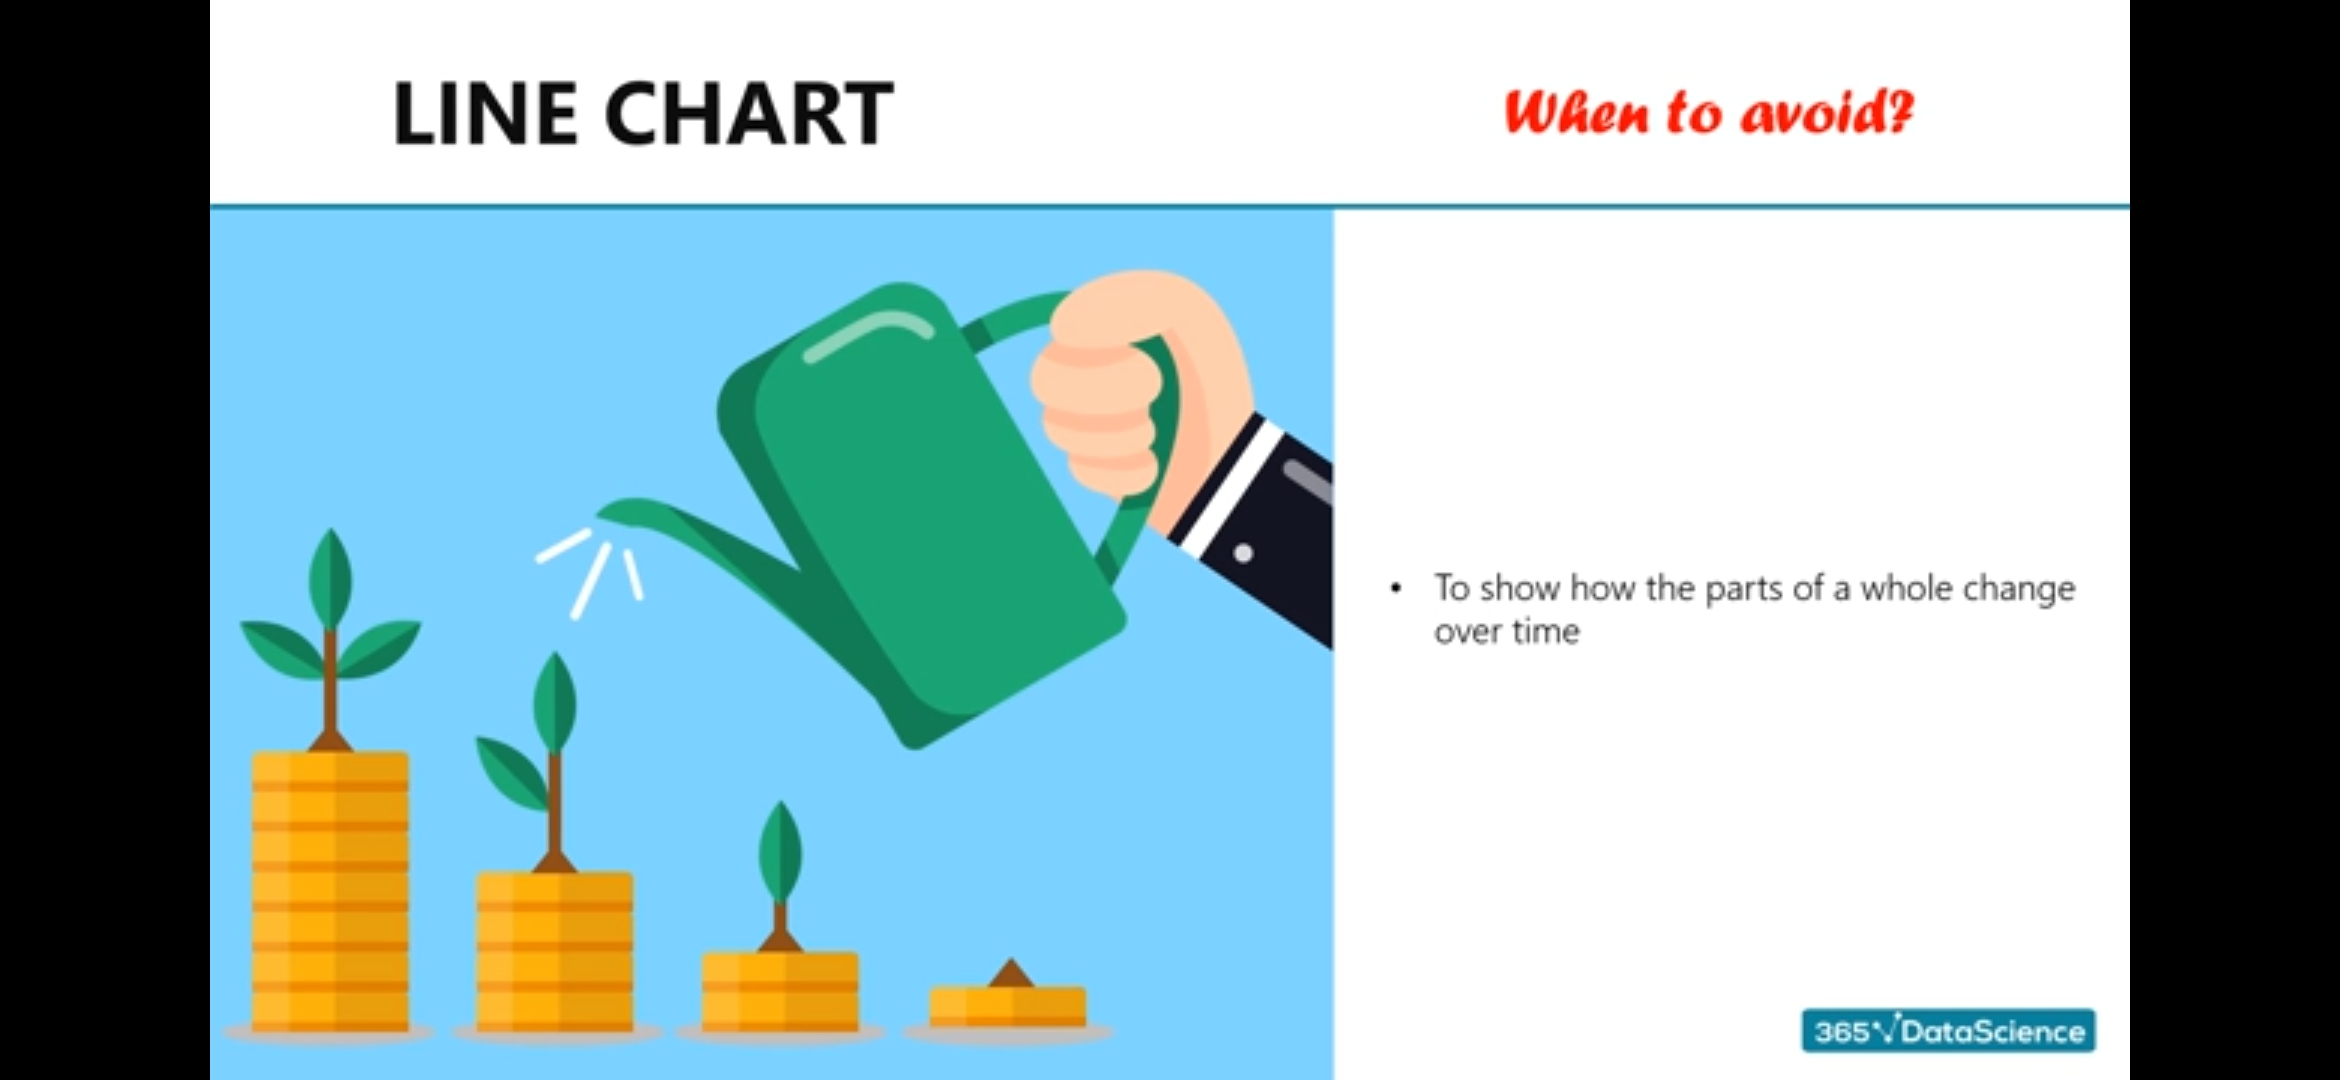 LINE CHART
When to avoid?
• To show how the parts of a whole change
over time
365 DataScience